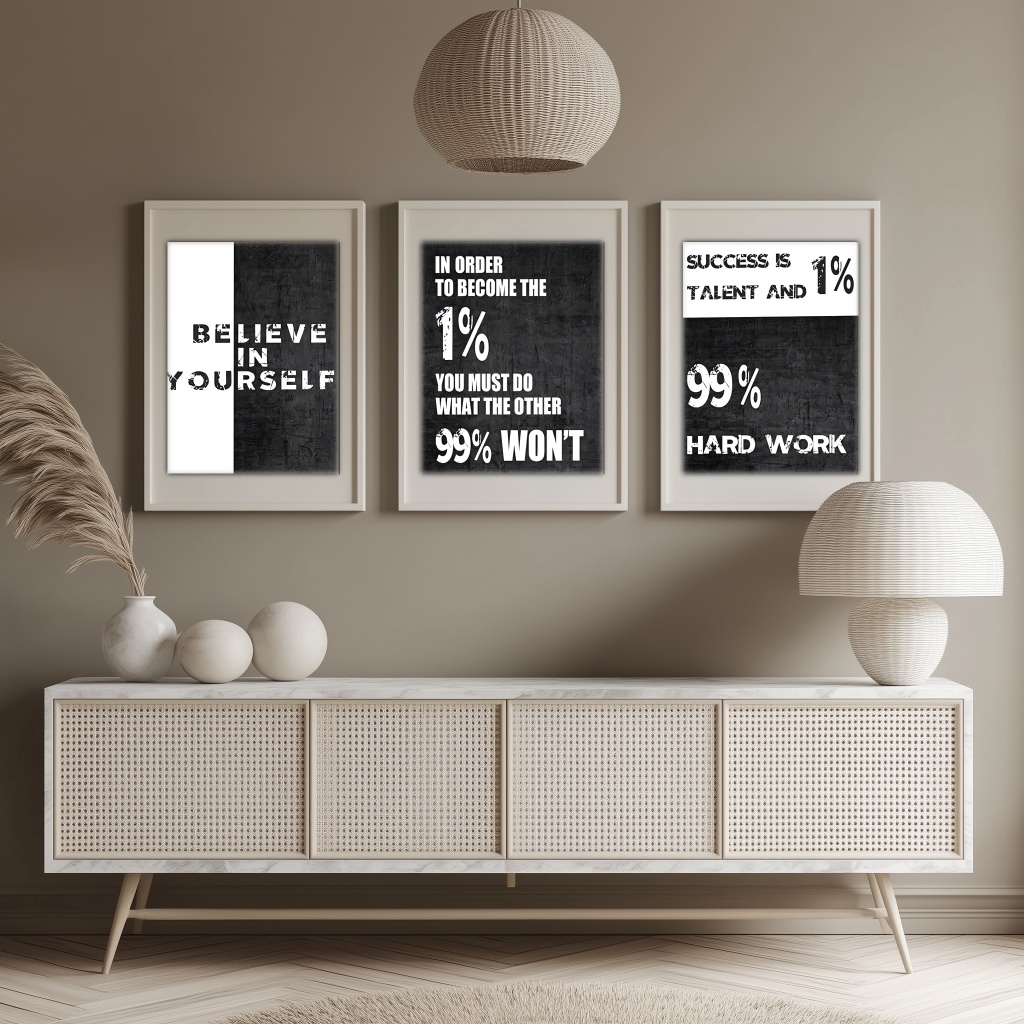 BELIEVE
IN
YOURSELF
IN ORDER
TO BECOME THE
1%
YOU MUST DO
WHAT THE OTHER
99% WON'T
SUCCESS IS
TALENT AND 1%
99%
HARD WORK